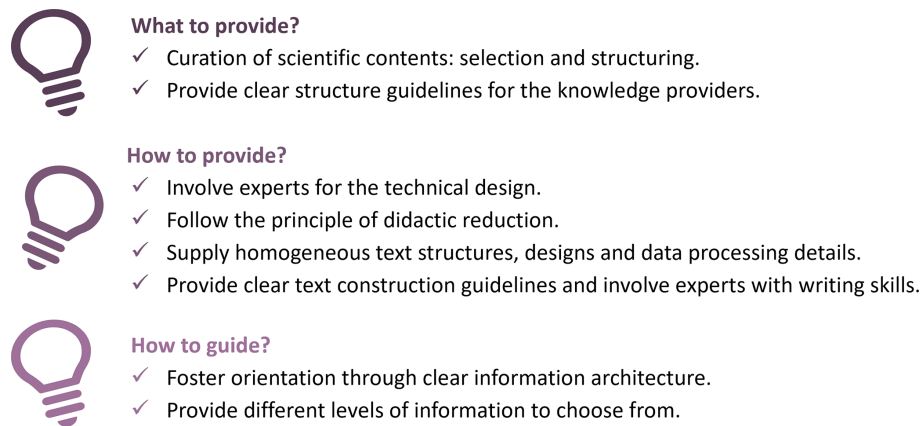 What to provide?
✓ Curation of scientific contents: selection and structuring.
✓ Provide clear structure guidelines for the knowledge providers.
How to provide?
✓ Involve experts for the technical design.
✓ Follow the principle of didactic reduction.
✓ Supply homogeneous text structures, designs and data processing details.
✓ Provide clear text construction guidelines and involve experts with writing skills.
How to guide?
✓ Foster orientation through clear information architecture.
✓ Provide different levels of information to choose from.